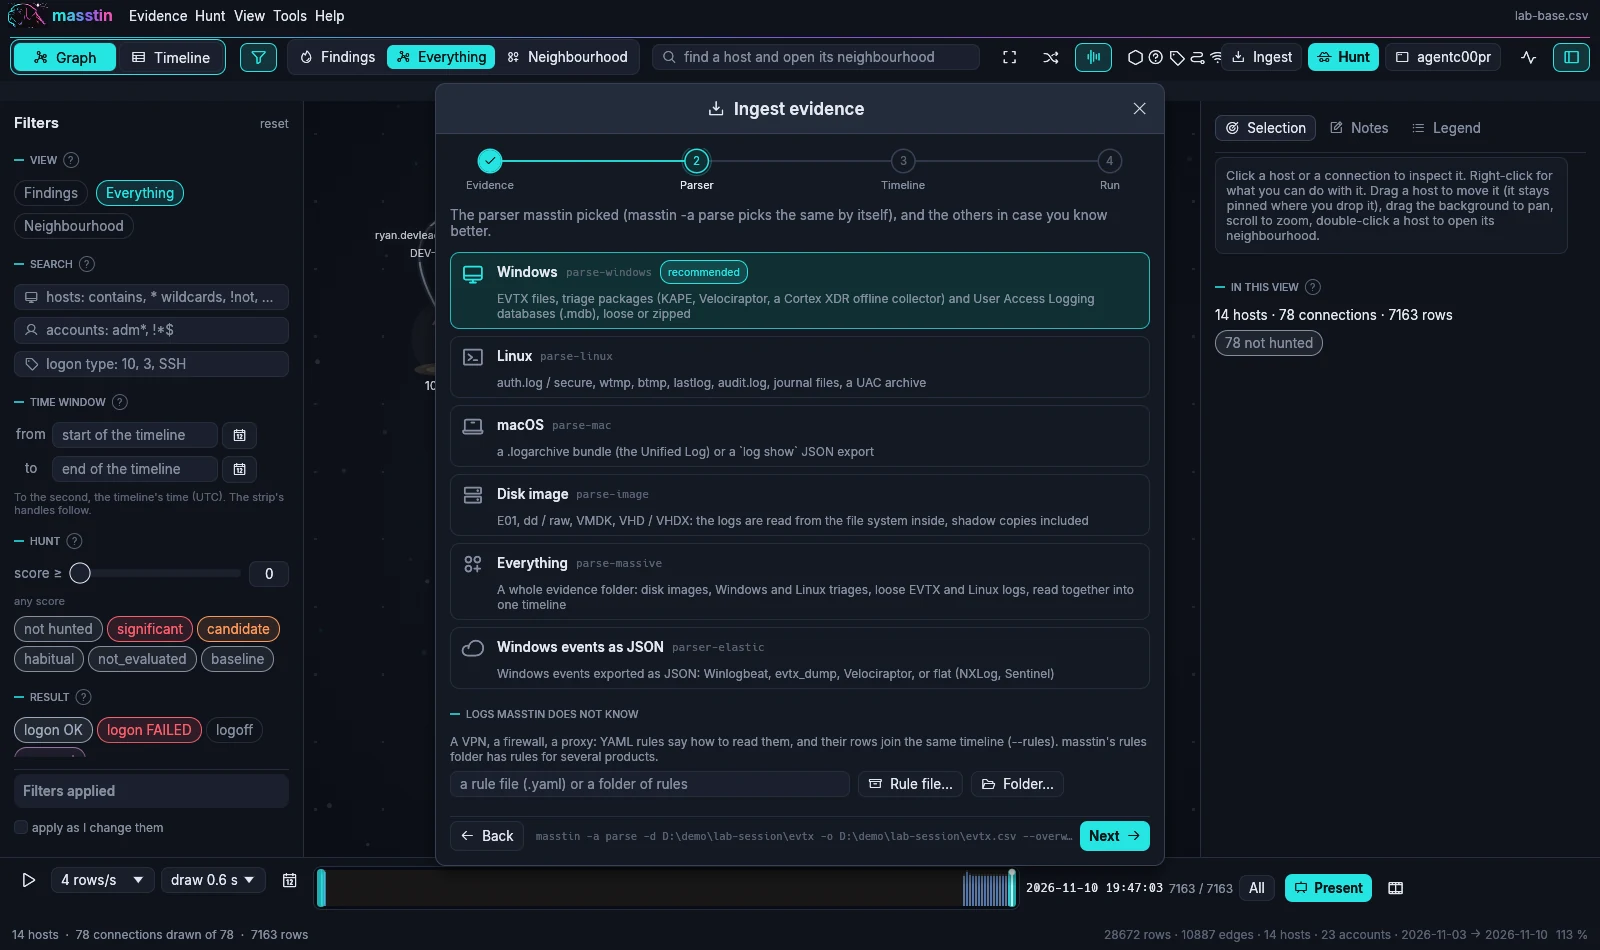 masstin Evidence Hunt View Tools Help lab-base.csv
Graph Timeline Findings Everything Neighbourhood find a host and open its neighbourhood Ingest Hunt agentc00pr
Ingest evidence
Filters reset
Selection Notes Legend
VIEW ?
Findings Everything
Neighbourhood
SEARCH ?
hosts: contains, * wildcards, !not, ...
accounts: adm*, !*$
logon type: 10, 3, SSH
TIME WINDOW ?
from start of the timeline
to end of the timeline
To the second, the timeline's time (UTC). The strip's
handles follow.
HUNT ?
score ≥ 0
any score
not hunted significant candidate
habitual not_evaluated baseline
RESULT ?
logon OK logon FAILED logoff
Filters applied
apply as I change them
ryan.devlea
DEV-
10
2 3 4
Evidence Parser Timeline Run
The parser masstin picked (masstin -a parse picks the same by itself), and the others in case you know
better.
Windows parse-windows recommended
EVTX files, triage packages (KAPE, Velociraptor, a Cortex XDR offline collector) and User Access Logging
databases (.mdb), loose or zipped
Linux parse-linux
auth.log / secure, wtmp, btmp, lastlog, audit.log, journal files, a UAC archive
macOS parse-mac
a .logarchive bundle (the Unified Log) or a `log show` JSON export
Disk image parse-image
E01, dd / raw, VMDK, VHD / VHDX: the logs are read from the file system inside, shadow copies included
Everything parse-massive
A whole evidence folder: disk images, Windows and Linux triages, loose EVTX and Linux logs, read together into
one timeline
Windows events as JSON parser-elastic
Windows events exported as JSON: Winlogbeat, evtx_dump, Velociraptor, or flat (NXLog, Sentinel)
LOGS MASSTIN DOES NOT KNOW
A VPN, a firewall, a proxy: YAML rules say how to read them, and their rows join the same timeline (--rules). masstin's rules
folder has rules for several products.
a rule file (.yaml) or a folder of rules Rule file... Folder...
Back masstin -a parse -d D:\demo\lab-session\evtx -o D:\demo\lab-session\evtx.csv --overw... Next
Click a host or a connection to inspect it. Right-click for
what you can do with it. Drag a host to move it (it stays
pinned where you drop it), drag the background to pan,
scroll to zoom, double-click a host to open its
neighbourhood.
IN THIS VIEW ?
14 hosts · 78 connections · 7163 rows
78 not hunted
4 rows/s draw 0.6 s 2026-11-10 19:47:03 7163 / 7163 All Present
14 hosts · 78 connections drawn of 78 · 7163 rows 28672 rows · 10887 edges · 14 hosts · 23 accounts · 2026-11-03 → 2026-11-10 113 %